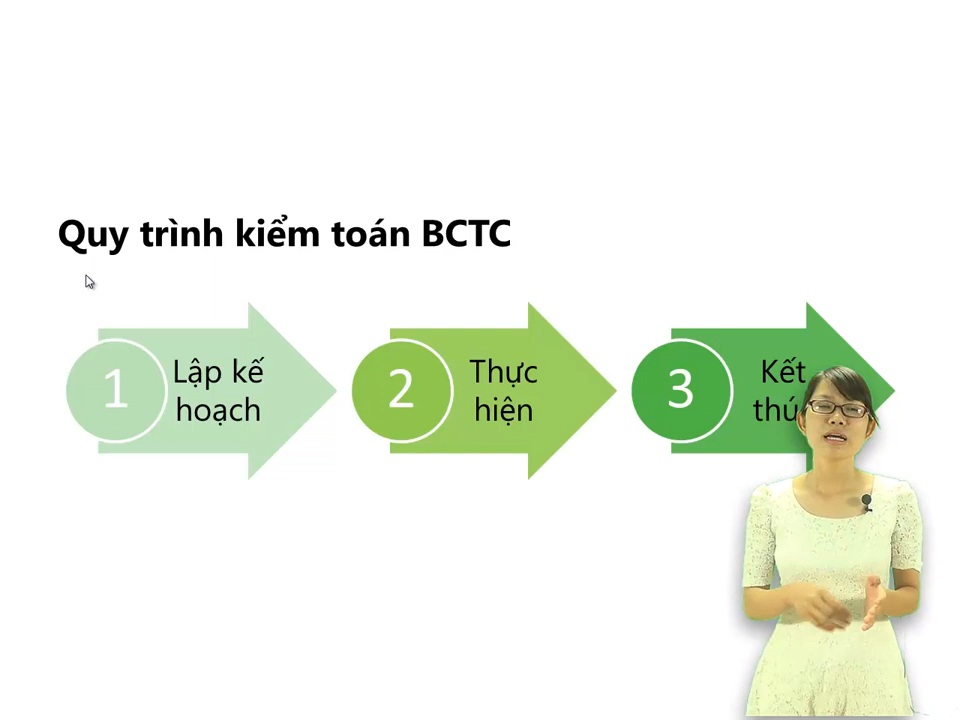 Quy trình kiểm toán BCTC
1
Lập kế
hoạch
2
Thực
hiện
3
Kết